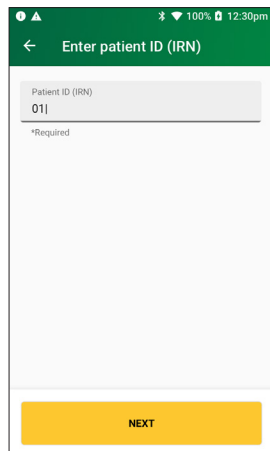 100% 12:30pm
Enter patient ID (IRN)
Patient ID (IRN)
01
*Required
NEXT